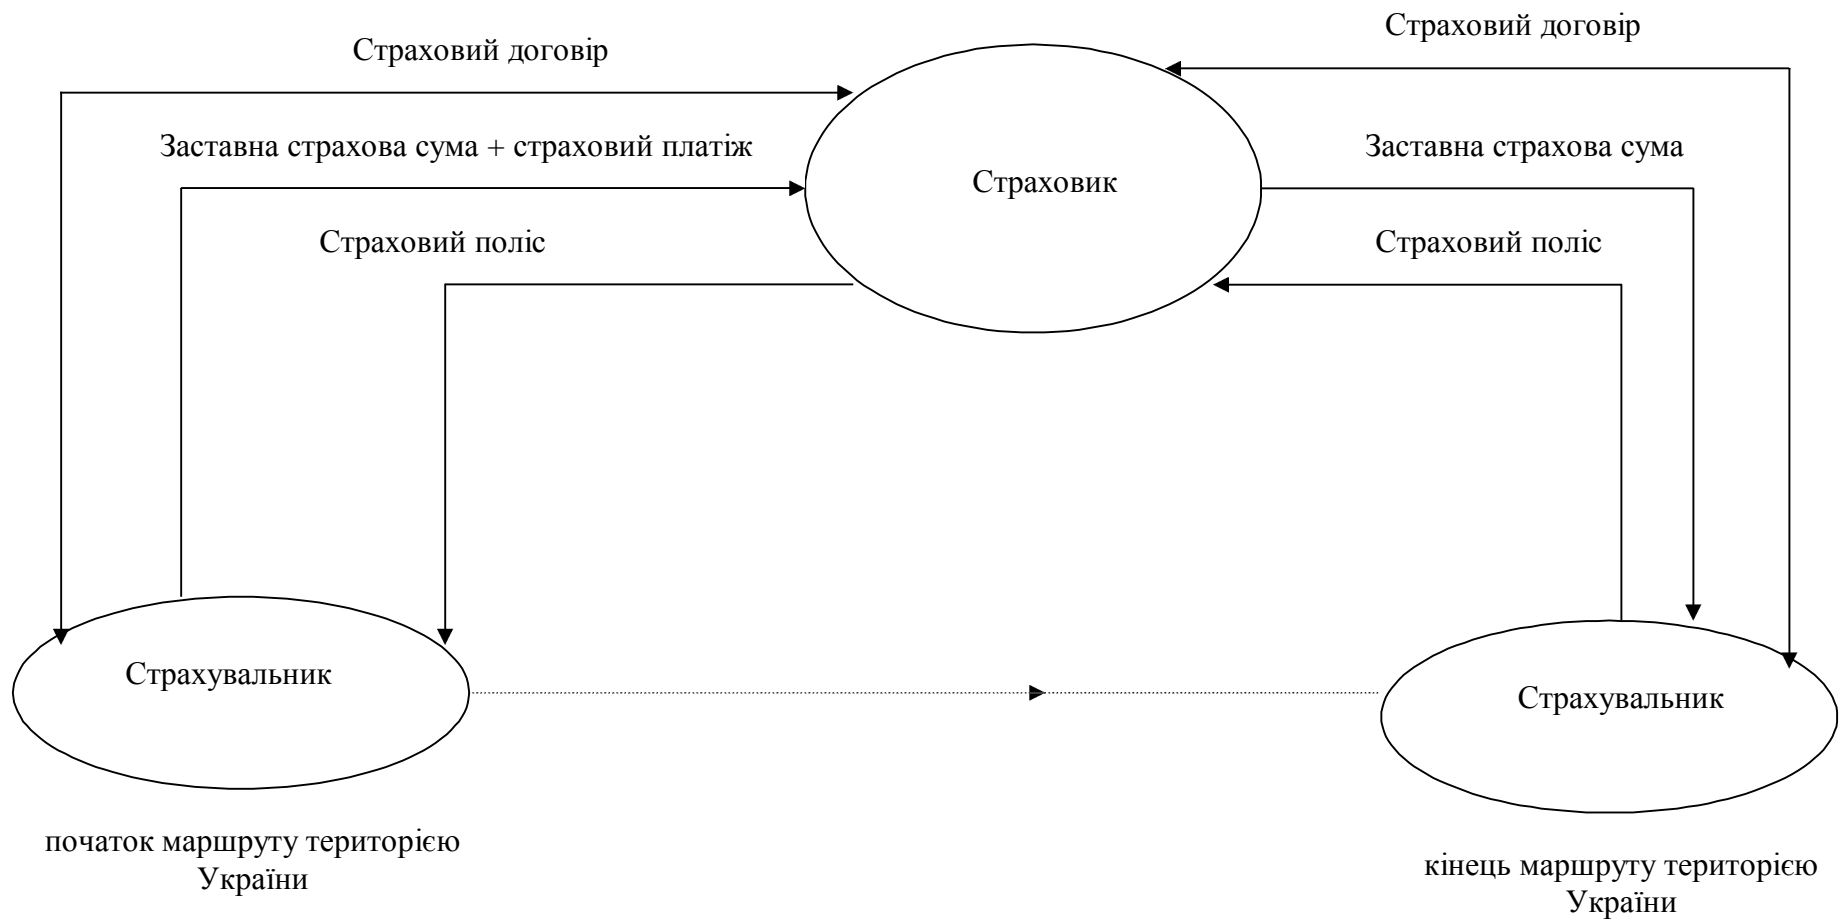 Страховий договір
Страховий договір
Заставна страхова сума + страховий платіж
Заставна страхова сума
Страховик
Страховий поліс
Страховий поліс
Страхувальник
Страхувальник
початок маршруту територією
України
кінець маршруту територією
України